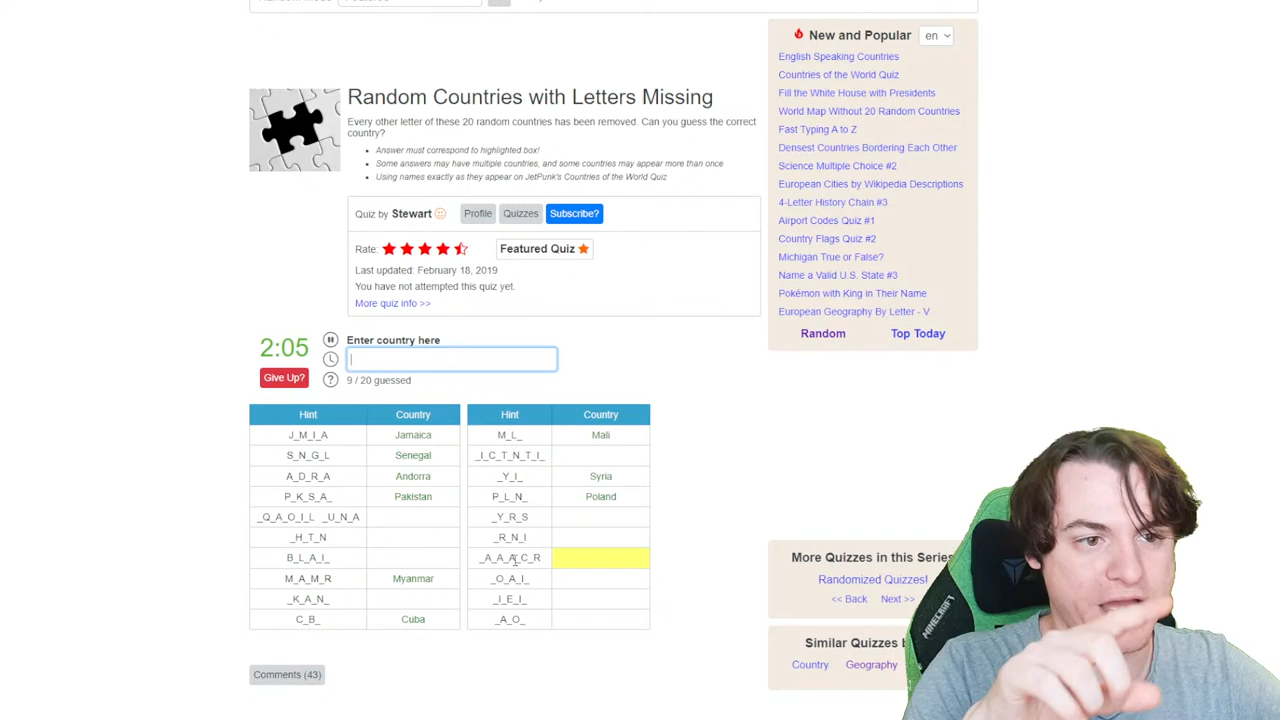 New and Popular en
English Speaking Countries
Countries of the World Quiz
Fill the White House with Presidents
World Map Without 20 Random Countries
Fast Typing A to Z
Densest Countries Bordering Each Other
Science Multiple Choice #2
European Cities by Wikipedia Descriptions
4-Letter History Chain #3
Airport Codes Quiz #1
Country Flags Quiz #2
Michigan True or False?
Name a Valid U.S. State #3
Pokémon with King in Their Name
European Geography By Letter - V
Random Top Today
Random Countries with Letters Missing
Every other letter of these 20 random countries has been removed. Can you guess the correct
country?
Answer must correspond to highlighted box!
Some answers may have multiple countries, and some countries may appear more than once
Using names exactly as they appear on JetPunk's Countries of the World Quiz
Quiz by Stewart Profile Quizzes Subscribe?
Rate: Featured Quiz
Last updated: February 18, 2019
You have not attempted this quiz yet.
More quiz info >>
2:05
Give Up?
Enter country here
?
9 / 20 guessed
Hint Country Hint Country
J_M_I_A Jamaica M_L_ Mali
S_N_G_L Senegal _I_C_T_N_T_I_
A_D_R_A Andorra _Y_I_ Syria
P_K_S_A_ Pakistan P_L_N_ Poland
_Q_A_O_I_L _U_N_A _Y_R_S
_H_T_N _R_N_I
B_L_A_I_ _A_A_A_C_R
M_A_M_R Myanmar _O_A_I_
_K_A_N_ _I_E_I_
C_B_ Cuba _A_O_
Comments (43)
More Quizzes in this Series
Randomized Quizzes!
<< Back Next >>
Similar Quizzes
Country Geography
MINECRAFT